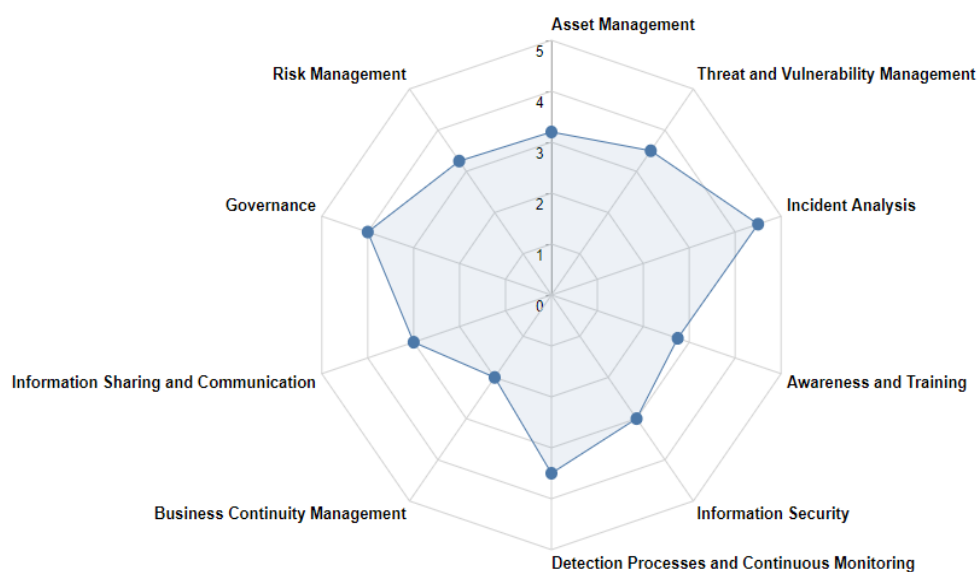 Asset Management
5
Risk Management
Threat and Vulnerability Management
4
3
Governance
Incident Analysis
2
1
0
Information Sharing and Communication
Awareness and Training
Business Continuity Management
Information Security
Detection Processes and Continuous Monitoring